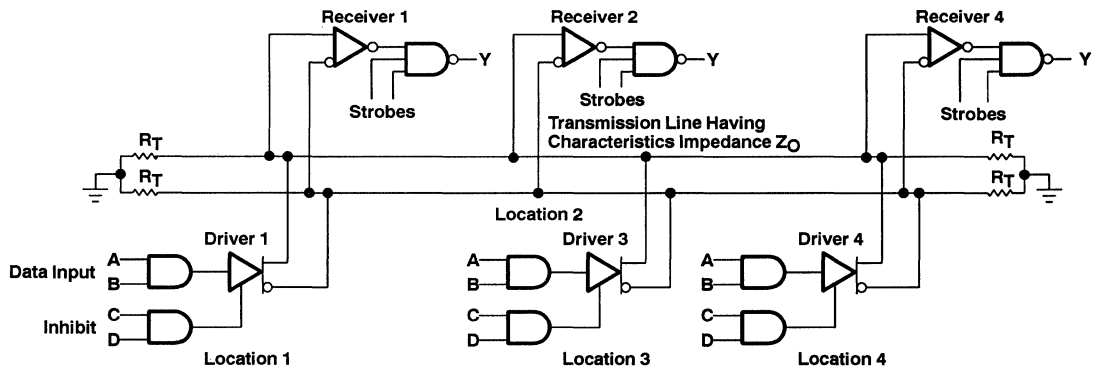 Receiver 1
Receiver 2
Receiver 4
Y
Y
Y
Strobes
Strobes
Strobes
Transmission Line Having
Characteristics Impedance ZO
RT
RT
RT
RT
Location 2
Driver 1
Driver 3
Driver 4
Data Input
A
B
A
B
A
B
Inhibit
C
D
C
D
C
D
Location 1
Location 3
Location 4